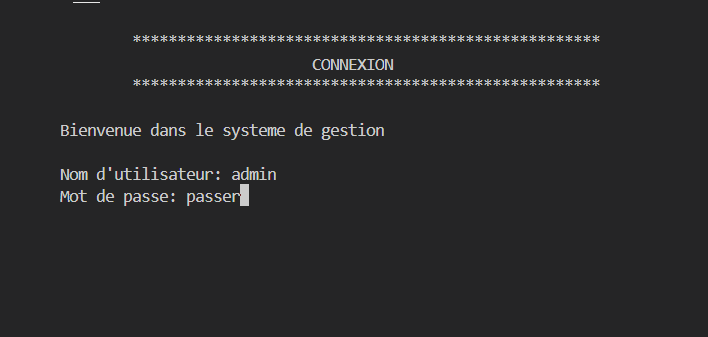 ****************************************************
CONNEXION
****************************************************
Bienvenue dans le systeme de gestion
Nom d'utilisateur: admin
Mot de passe: passer